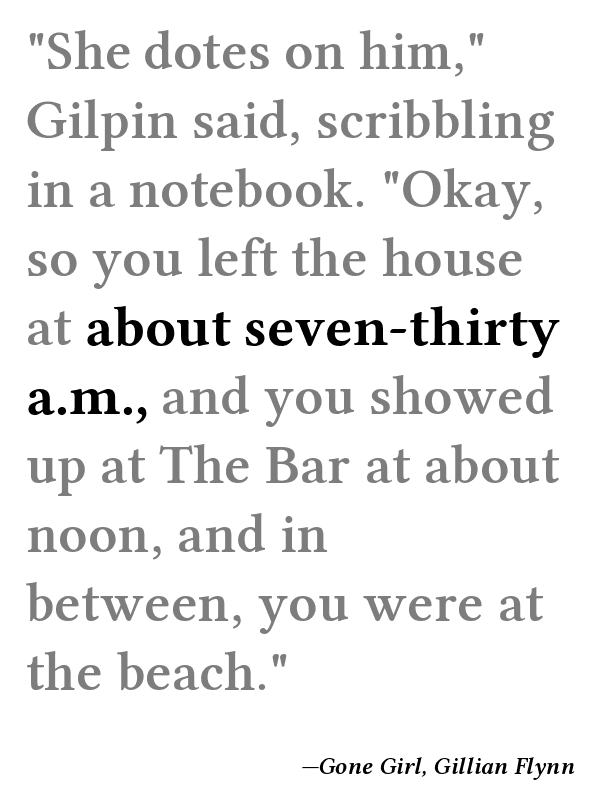 "She dotes on him,"
Gilpin said, scribbling
in a notebook. "Okay,
so you left the house
at about seven-thirty
a.m., and you showed
up at The Bar at about
noon, and in
between, you were at
the beach."
—Gone Girl, Gillian Flynn